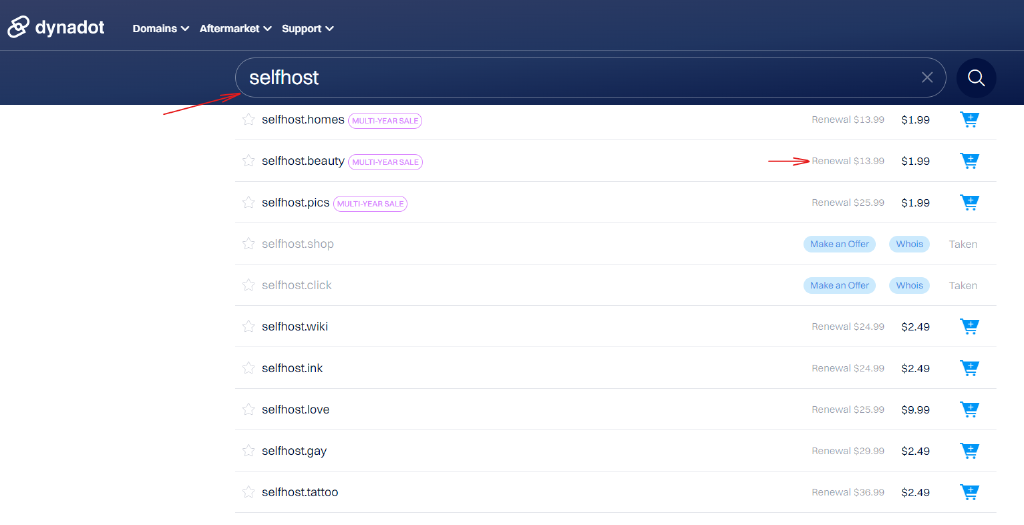 dynadot Domains Aftermarket Support
selfhost
selfhost.homes MULTI-YEAR SALE Renewal $13.99 $1.99
selfhost.beauty MULTI-YEAR SALE Renewal $13.99 $1.99
selfhost.pics MULTI-YEAR SALE Renewal $25.99 $1.99
selfhost.shop Make an Offer Whois Taken
selfhost.click Make an Offer Whois Taken
selfhost.wiki Renewal $24.99 $2.49
selfhost.ink Renewal $24.99 $2.49
selfhost.love Renewal $25.99 $9.99
selfhost.gay Renewal $29.99 $2.49
selfhost.tattoo Renewal $36.99 $2.49